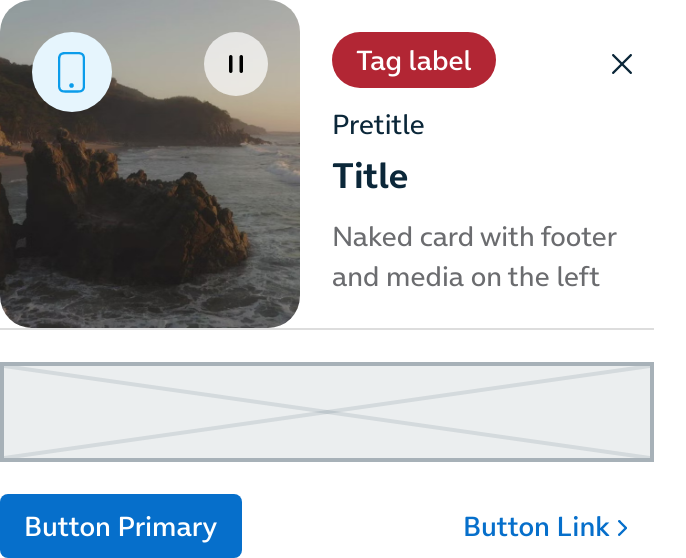 Tag label
Pretitle
Title
Naked card with footer
and media on the left
Button Primary
Button Link